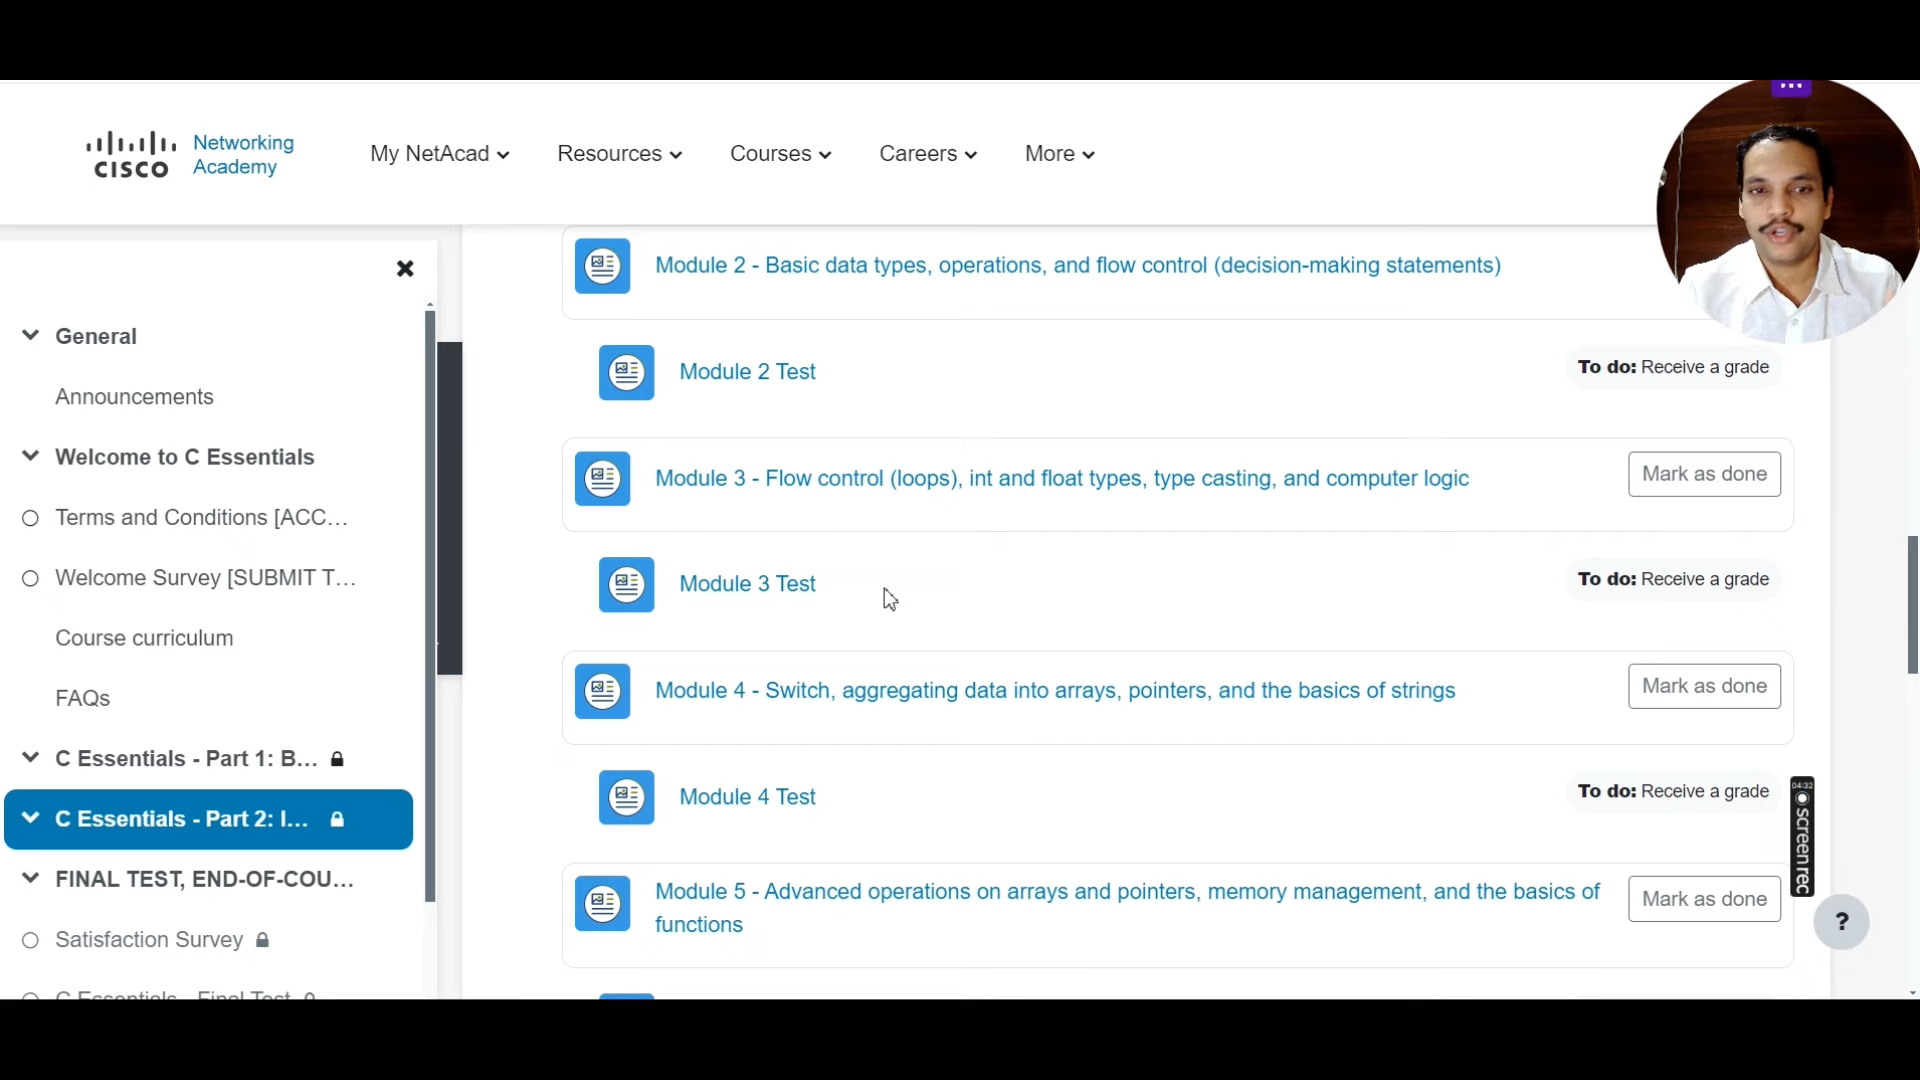 CISCO
Networking
Academy
My NetAcad
Resources
Courses
Careers
More
General
Announcements
Welcome to C Essentials
Terms and Conditions [ACC...
Welcome Survey [SUBMIT T...
Course curriculum
FAQs
C Essentials - Part 1: B...
C Essentials - Part 2: I...
FINAL TEST, END-OF-COU...
Satisfaction Survey
C Essentials - Final Test
Module 2 - Basic data types, operations, and flow control (decision-making statements)
Module 2 Test
To do: Receive a grade
Module 3 - Flow control (loops), int and float types, type casting, and computer logic
Mark as done
Module 3 Test
To do: Receive a grade
Module 4 - Switch, aggregating data into arrays, pointers, and the basics of strings
Mark as done
Module 4 Test
To do: Receive a grade
Module 5 - Advanced operations on arrays and pointers, memory management, and the basics of
functions
Mark as done
04:32
screenrec
?